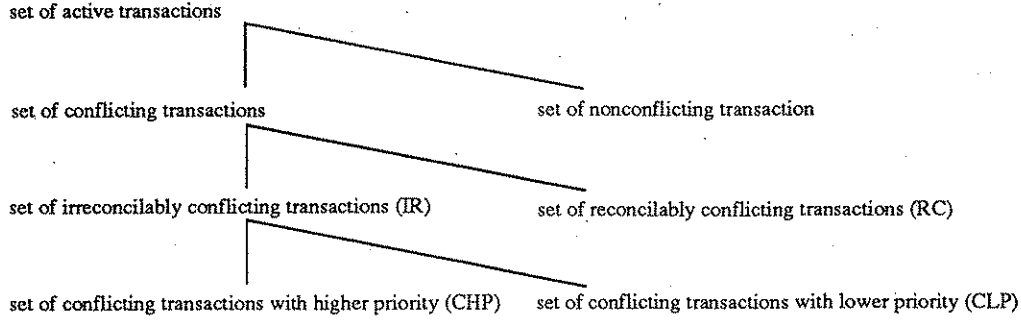 set of active transactions
set of conflicting transactions
set of nonconflicting transaction
set of irreconcilably conflicting transactions (IR)
set of reconcilably conflicting transactions (RC)
set of conflicting transactions with higher priority (CHP)
set of conflicting transactions with lower priority (CLP)